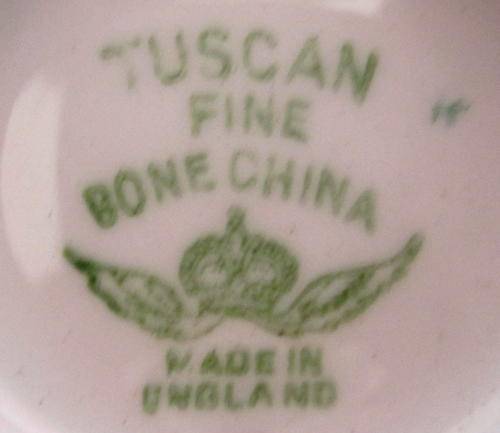 TUSCAN
FINE
BONE CHINA
MADE IN
ENGLAND